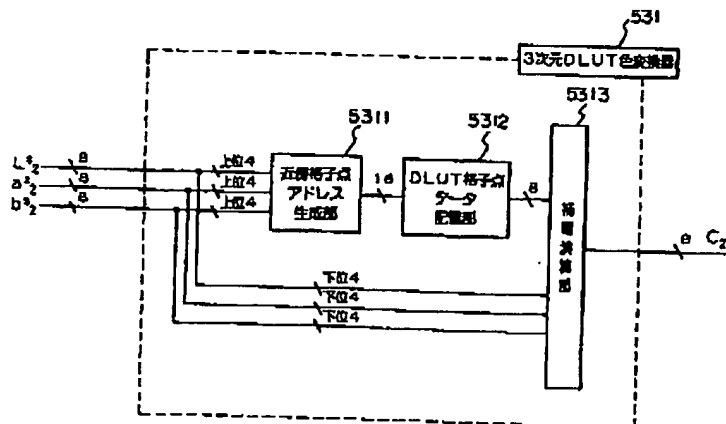 531
3次元DLUT色変換器
5313
5311
5312
L*2
8
上位4
近傍格子点
アドレス
生成部
16
DLUT格子点
データ
記憶部
8
a*2
8
上位4
b*2
8
上位4
補間演算部
8
C2
下位4
下位4
下位4